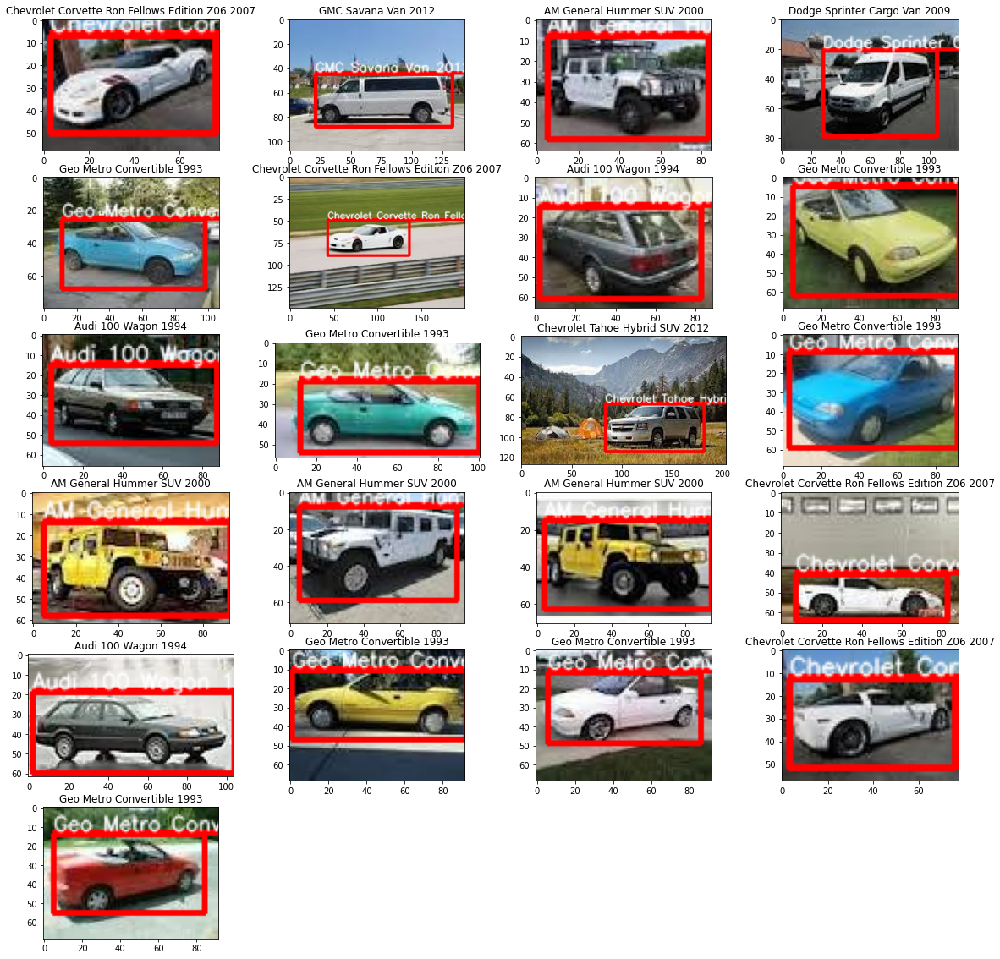 Chevrolet Corvette Ron Fellows Edition Z06 2007
Chevrolet Cor
0
10
20
30
40
50
0 20 40 60
GMC Savana Van 2012
GMC Savana Van 2012
0
20
40
60
80
100
0 25 50 75 100 125
AM General Hummer SUV 2000
AM General Hu
0
10
20
30
40
50
60
0 20 40 60 80
Dodge Sprinter Cargo Van 2009
Dodge Sprinter C
0
20
40
60
80
0 20 40 60 80 100
Geo Metro Convertible 1993
Geo Metro Conve
0
20
40
60
0 20 40 60 80 100
Chevrolet Corvette Ron Fellows Edition Z06 2007
Chevrolet Corvette Ron Fello
0
25
50
75
100
125
0 50 100 150
Audi 100 Wagon 1994
Audi 100 Wagon
0
10
20
30
40
50
60
0 20 40 60 80
Geo Metro Convertible 1993
Geo Metro Conv
0
10
20
30
40
50
60
0 20 40 60 80
Audi 100 Wagon 1994
Audi 100 Wagon
0
10
20
30
40
50
60
0 20 40 60 80
Geo Metro Convertible 1993
Geo Metro Conv
0
10
20
30
40
50
0 20 40 60 80 100
Chevrolet Tahoe Hybrid SUV 2012
Chevrolet Tahoe Hybri
0
20
40
60
80
100
120
0 50 100 150 200
Geo Metro Convertible 1993
Geo Metro Conv
0
10
20
30
40
50
60
0 20 40 60 80
AM General Hummer SUV 2000
AM General Hum
0
10
20
30
40
50
60
0 20 40 60 80
AM General Hummer SUV 2000
AM General Hum
0
20
40
60
0 20 40 60 80
AM General Hummer SUV 2000
AM General Hum
0
10
20
30
40
50
60
0 20 40 60 80
Chevrolet Corvette Ron Fellows Edition Z06 2007
Chevrolet Corv
0
10
20
30
40
50
60
0 20 40 60 80
Audi 100 Wagon 1994
Audi 100 Wagon 1
0
10
20
30
40
50
60
0 20 40 60 80 100
Geo Metro Convertible 1993
Geo Metro Conve
0
10
20
30
40
50
60
0 20 40 60 80
Geo Metro Convertible 1993
Geo Metro Conv
0
10
20
30
40
50
60
0 20 40 60 80
Chevrolet Corvette Ron Fellows Edition Z06 2007
Chevrolet Cor
0
10
20
30
40
50
0 20 40 60
Geo Metro Convertible 1993
Geo Metro Conv
0
10
20
30
40
50
60
0 20 40 60 80